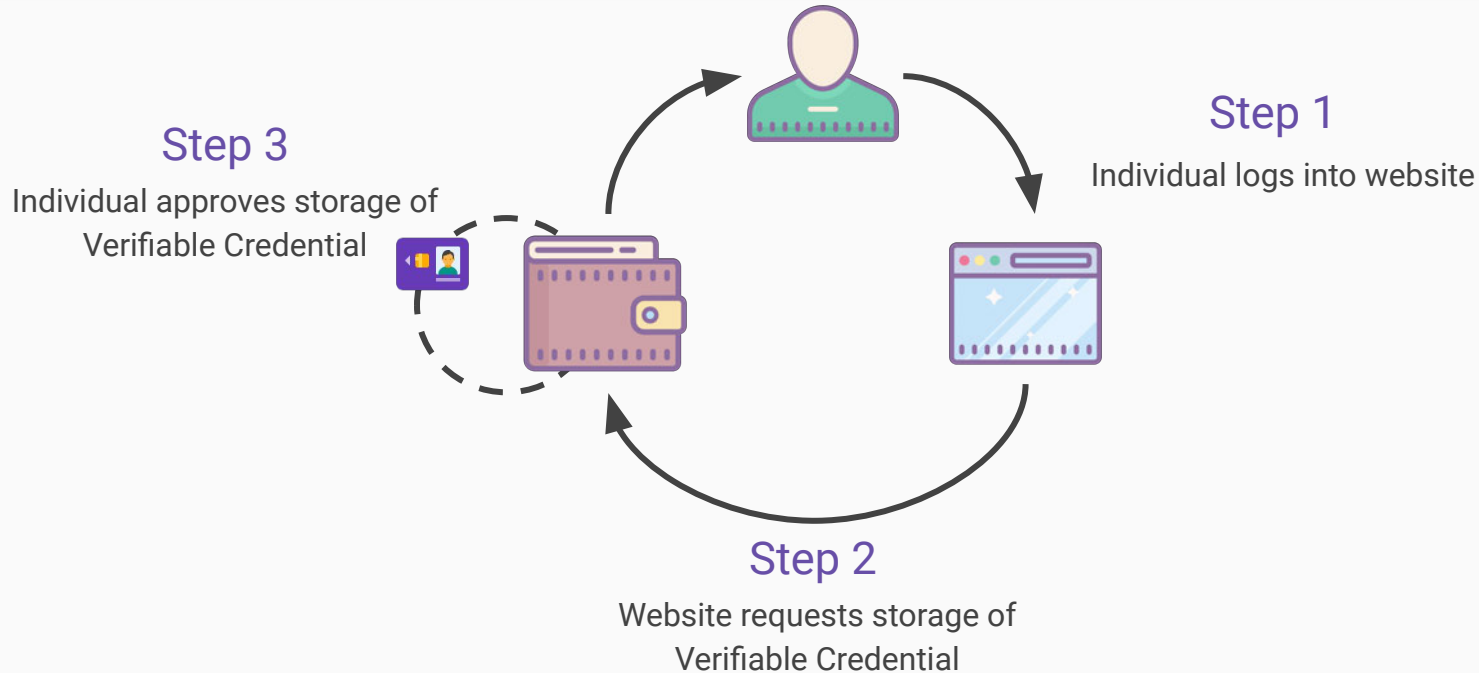 Step 1
Individual logs into website
Step 2
Website requests storage of
Verifiable Credential
Step 3
Individual approves storage of
Verifiable Credential